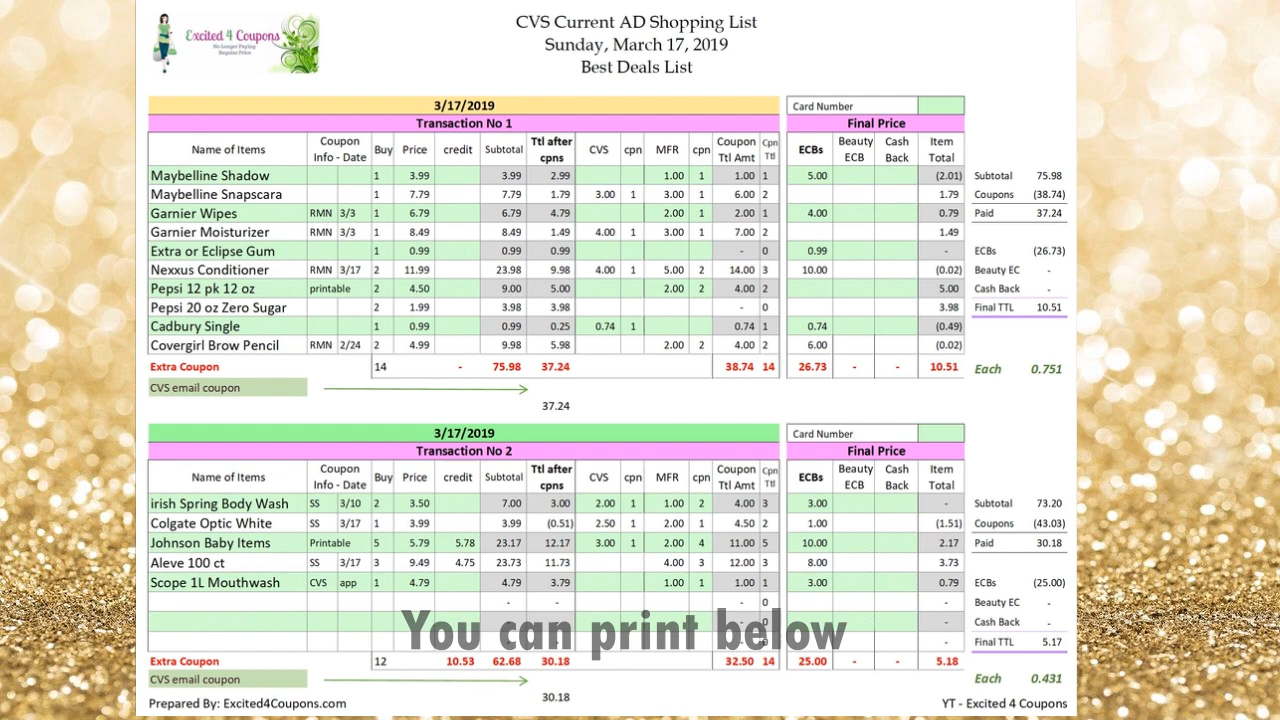 Excited 4 Coupons
No Longer Paying
Regular Price
CVS Current AD Shopping List
Sunday, March 17, 2019
Best Deals List
3/17/2019 Card Number
Transaction No 1 Final Price
Name of Items Coupon Info - Date Buy Price credit Subtotal Ttl after cpns CVS cpn MFR cpn Coupon Ttl Amt Cpn Ttl ECBs Beauty ECB Cash Back Item Total
Maybelline Shadow 1 3.99 3.99 2.99 1.00 1 1.00 1 5.00 (2.01) Subtotal 75.98
Maybelline Snapscara 1 7.79 7.79 1.79 3.00 1 3.00 1 6.00 2 1.79 Coupons (38.74)
Garnier Wipes RMN 3/3 1 6.79 6.79 4.79 2.00 1 2.00 1 4.00 0.79 Paid 37.24
Garnier Moisturizer RMN 3/3 1 8.49 8.49 1.49 4.00 1 3.00 1 7.00 2 1.49
Extra or Eclipse Gum 1 0.99 0.99 0.99 - 0 0.99 - ECBs (26.73)
Nexxus Conditioner RMN 3/17 2 11.99 23.98 9.98 4.00 1 5.00 2 14.00 3 10.00 (0.02) Beauty EC -
Pepsi 12 pk 12 oz printable 2 4.50 9.00 5.00 2.00 2 4.00 2 5.00 Cash Back -
Pepsi 20 oz Zero Sugar 2 1.99 3.98 3.98 - 0 3.98 Final TTL 10.51
Cadbury Single 1 0.99 0.99 0.25 0.74 1 0.74 1 0.74 (0.49)
Covergirl Brow Pencil RMN 2/24 2 4.99 9.98 5.98 2.00 2 4.00 2 6.00 (0.02)
Extra Coupon 14 - 75.98 37.24 38.74 14 26.73 - - 10.51 Each 0.751
CVS email coupon
37.24
3/17/2019 Card Number
Transaction No 2 Final Price
Name of Items Coupon Info - Date Buy Price credit Subtotal Ttl after cpns CVS cpn MFR cpn Coupon Ttl Amt Cpn Ttl ECBs Beauty ECB Cash Back Item Total
irish Spring Body Wash SS 3/10 2 3.50 7.00 3.00 2.00 1 1.00 2 4.00 3 3.00 - Subtotal 73.20
Colgate Optic White SS 3/17 1 3.99 3.99 (0.51) 2.50 1 2.00 1 4.50 2 1.00 (1.51) Coupons (43.03)
Johnson Baby Items Printable 5 5.79 5.78 23.17 12.17 3.00 1 2.00 4 11.00 5 10.00 2.17 Paid 30.18
Aleve 100 ct SS 3/17 3 9.49 4.75 23.73 11.73 4.00 3 12.00 3 8.00 3.73
Scope 1L Mouthwash CVS app 1 4.79 4.79 3.79 1.00 1 1.00 1 3.00 0.79 ECBs (25.00)
- - - 0 - Beauty EC -
- 0 - Cash Back -
You can print below
- 0 - Final TTL 5.17
Extra Coupon 12 10.53 62.68 30.18 32.50 14 25.00 - - 5.18
CVS email coupon Each 0.431
30.18
Prepared By: Excited4Coupons.com YT - Excited 4 Coupons